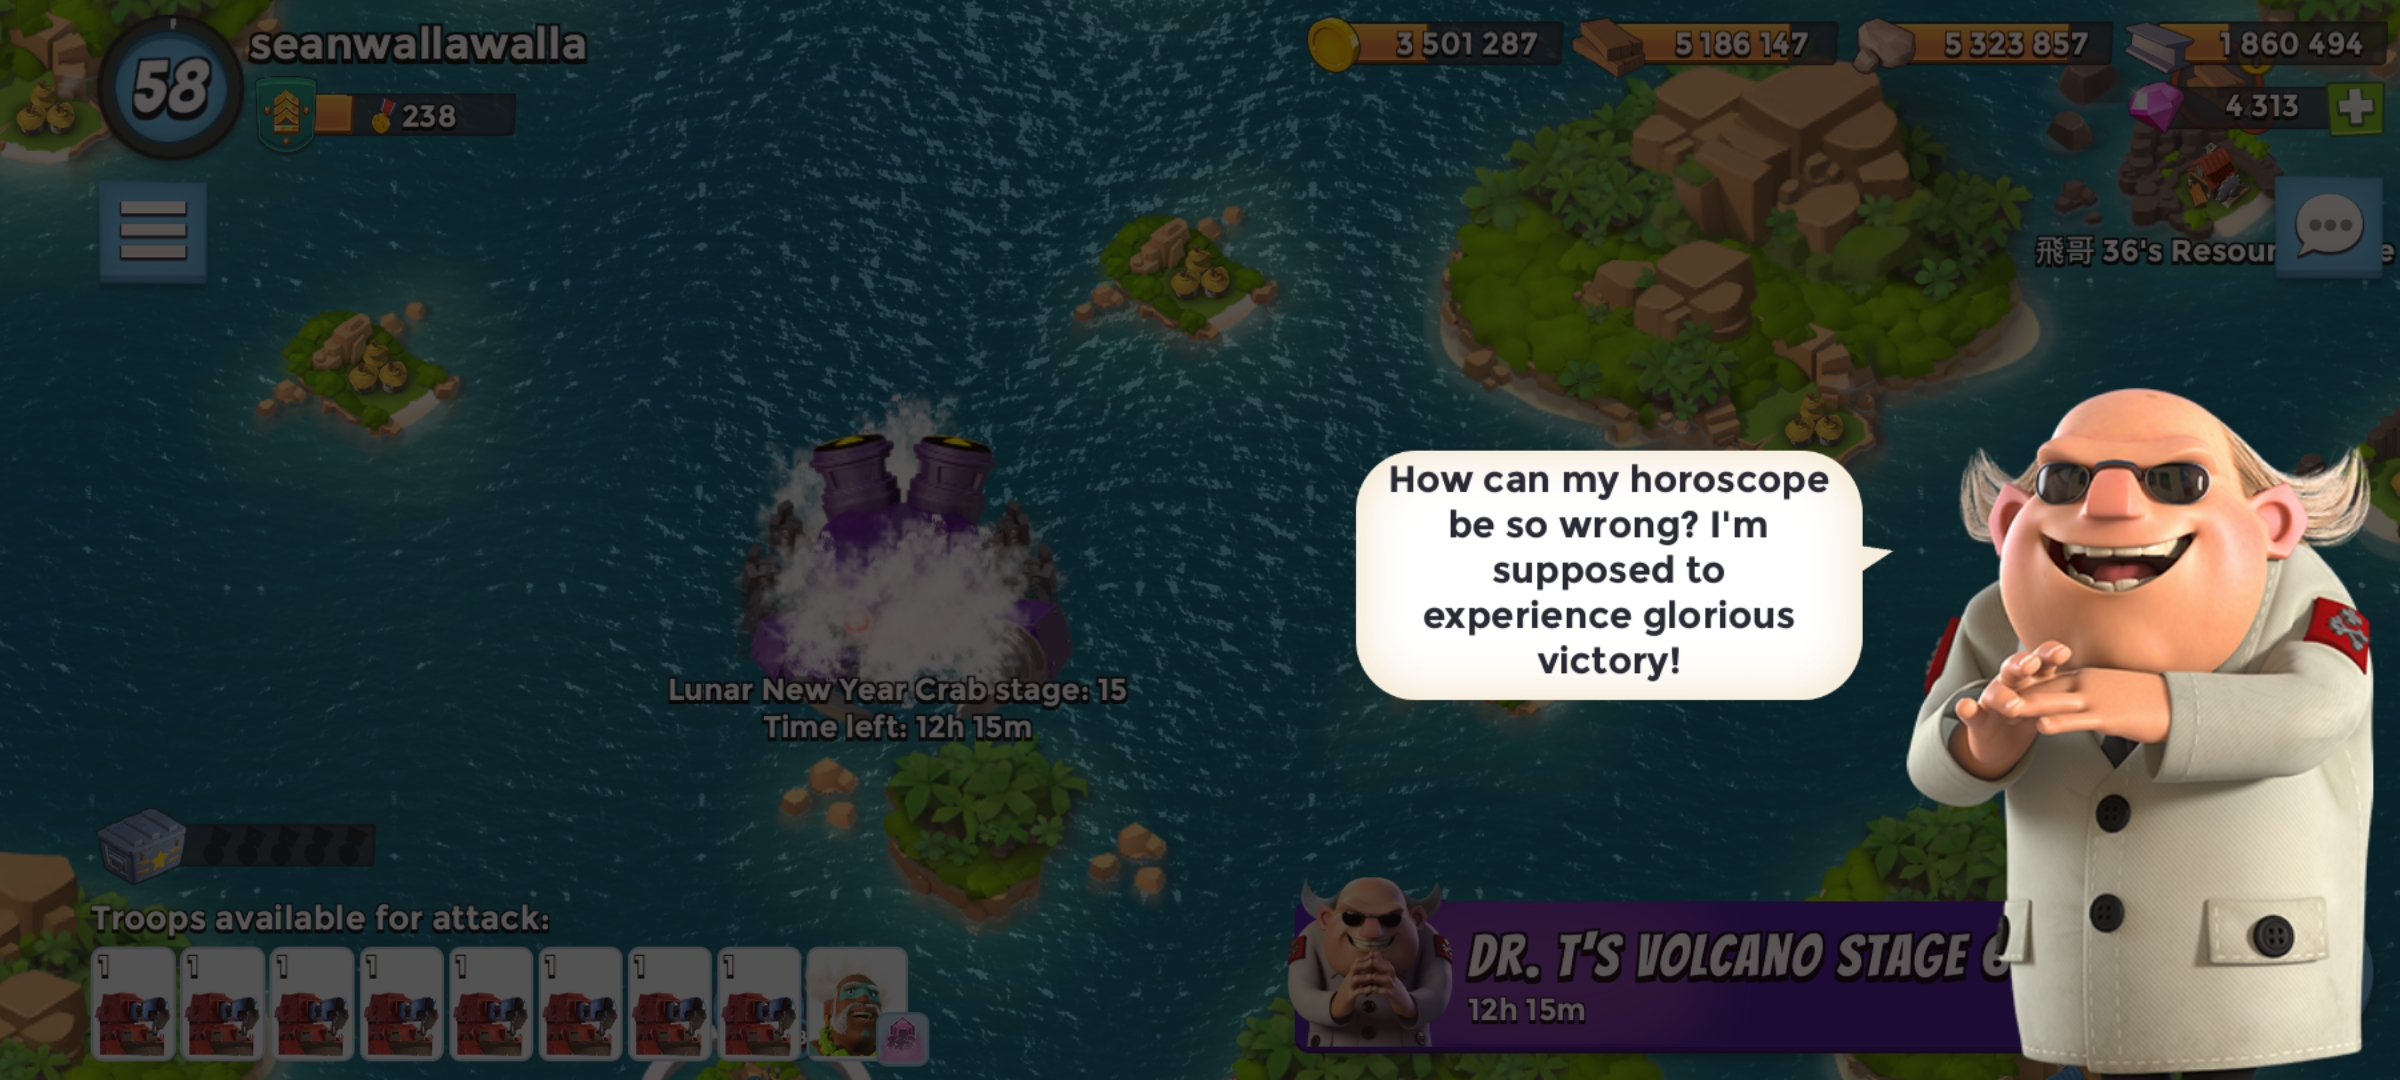 58
seanwallawalla
238
3 501 287
5 186 147
5 323 857
1 860 494
4 313
飛哥 36's Resour
How can my horoscope
be so wrong? I'm
supposed to
experience glorious
victory!
Lunar New Year Crab stage: 15
Time left: 12h 15m
Troops available for attack:
1 1 1 1 1 1 1 1
DR. T'S VOLCANO STAGE
12h 15m